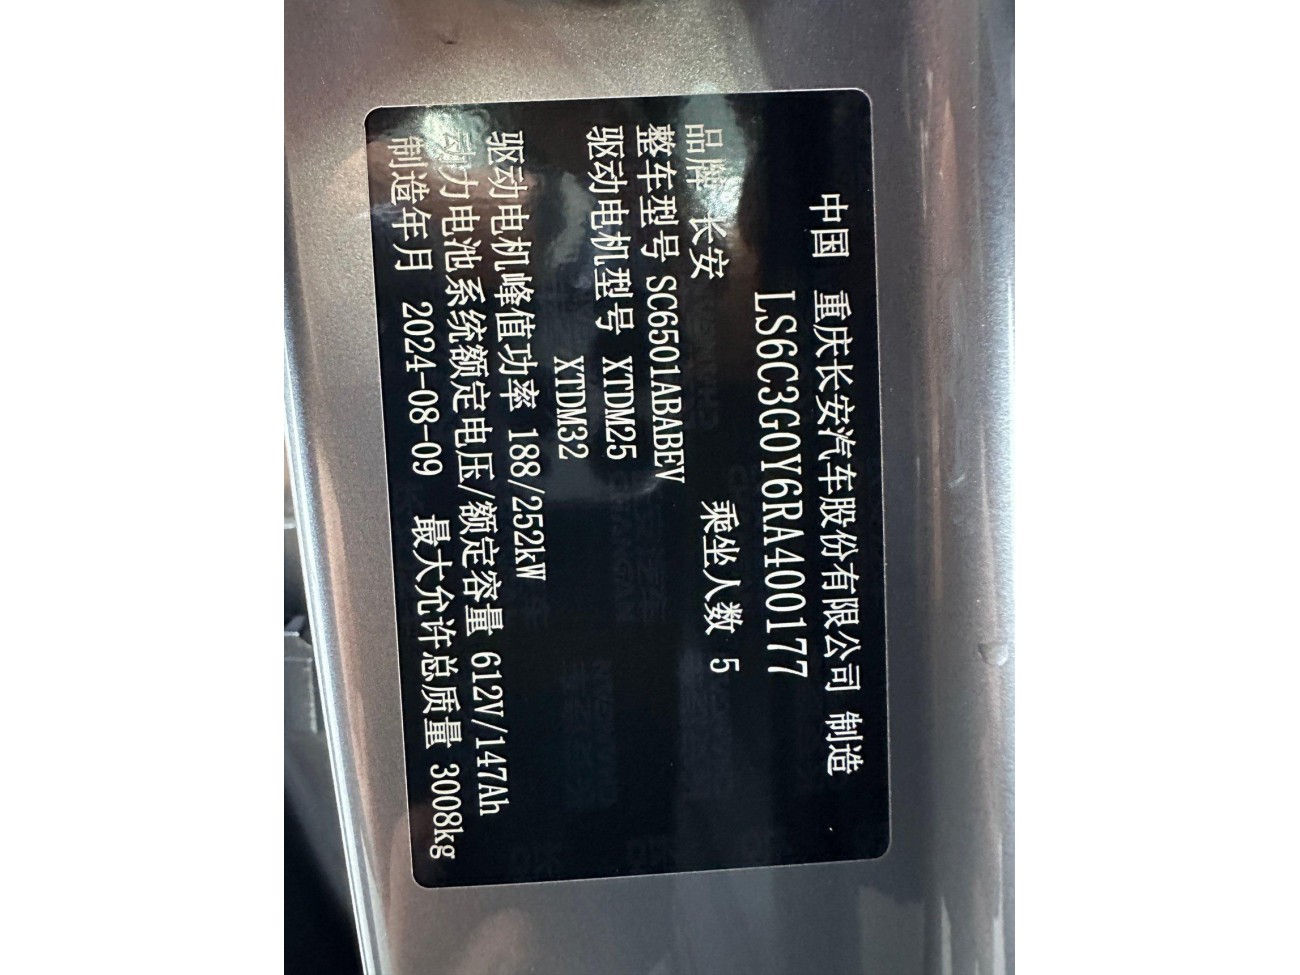 中国 重庆长安汽车股份有限公司 制造
LS6C3G0Y6RA400177
品牌 长安 乘坐人数 5
整车型号 SC6501ABABEV
驱动电机型号 XTDM25
XTDM32
驱动电机峰值功率 188/252kW
动力电池系统额定电压/额定容量 612V/147Ah
制造年月 2024-08-09 最大允许总质量 3008kg